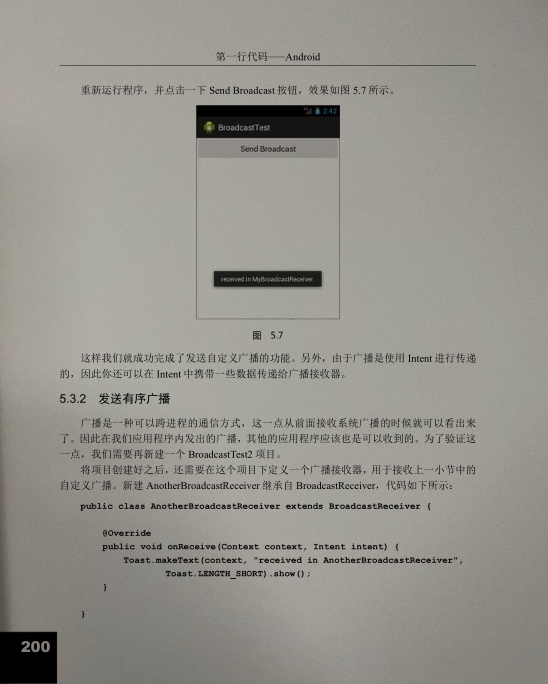 第一行代码——Android
重新运行程序，并点击一下 Send Broadcast 按钮，效果如图 5.7 所示。
2:42
BroadcastTest
Send Broadcast
received in MyBroadcastReceiver
图 5.7
这样我们就成功完成了发送自定义广播的功能。另外，由于广播是使用 Intent 进行传递
的，因此你还可以在 Intent 中携带一些数据传递给广播接收器。
5.3.2 发送有序广播
广播是一种可以跨进程的通信方式，这一点从前面接收系统广播的时候就可以看出来
了。因此在我们应用程序内发出的广播，其他的应用程序应该也是可以收到的。为了验证这
一点，我们需要再新建一个 BroadcastTest2 项目。
将项目创建好之后，还需要在这个项目下定义一个广播接收器，用于接收上一小节中的
自定义广播。新建 AnotherBroadcastReceiver 继承自 BroadcastReceiver，代码如下所示：
public class AnotherBroadcastReceiver extends BroadcastReceiver {
@Override
public void onReceive(Context context, Intent intent) {
Toast.makeText(context, "received in AnotherBroadcastReceiver",
Toast.LENGTH_SHORT).show();
}
}
200